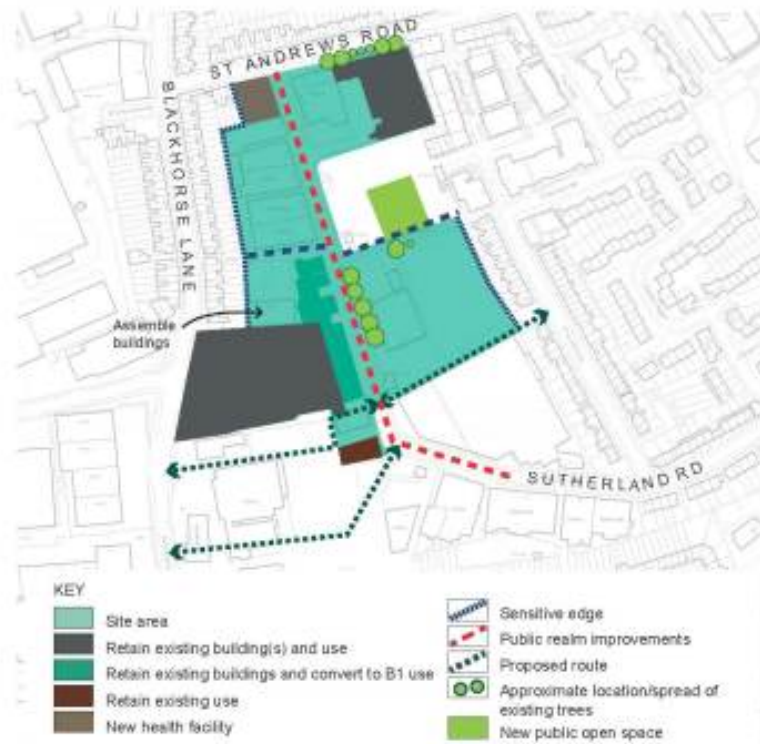 ST ANDREWS ROAD
BLACKHORSE LANE
Assemble
buildings
SUTHERLAND RD
KEY
Site area
Retain existing building(s) and use
Retain existing buildings and convert to B1 use
Retain existing use
New health facility
Sensitive edge
Public realm improvements
Proposed route
Approximate location/spread of
existing trees
New public open space